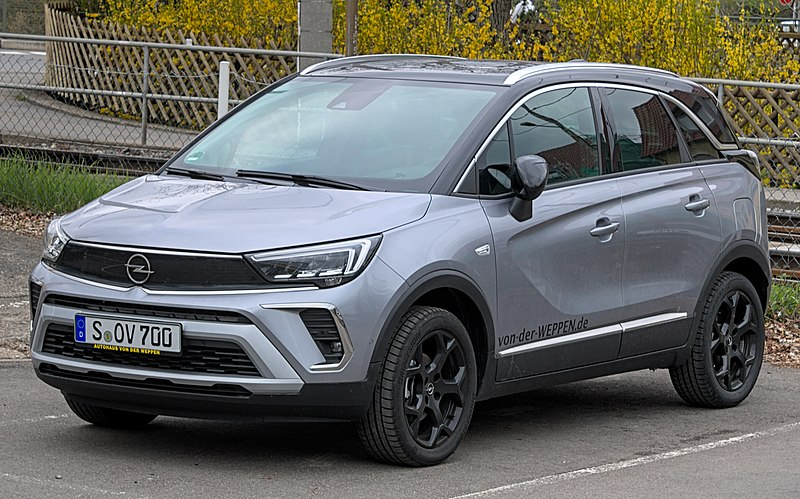 D S OV 700
AUTOHAUS VON DER WEPPEN
von-der-WEPPEN.de